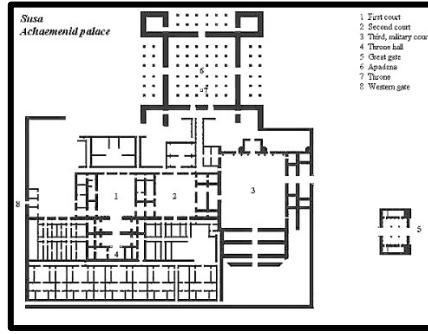 Susa
Achaemenid palace
1 First court
2 Second court
3 Third, military court
4 Throne hall
5 Great gate
6 Apadana
7 Throne
8 Western gate
6
7
1
2
3
8
5
4